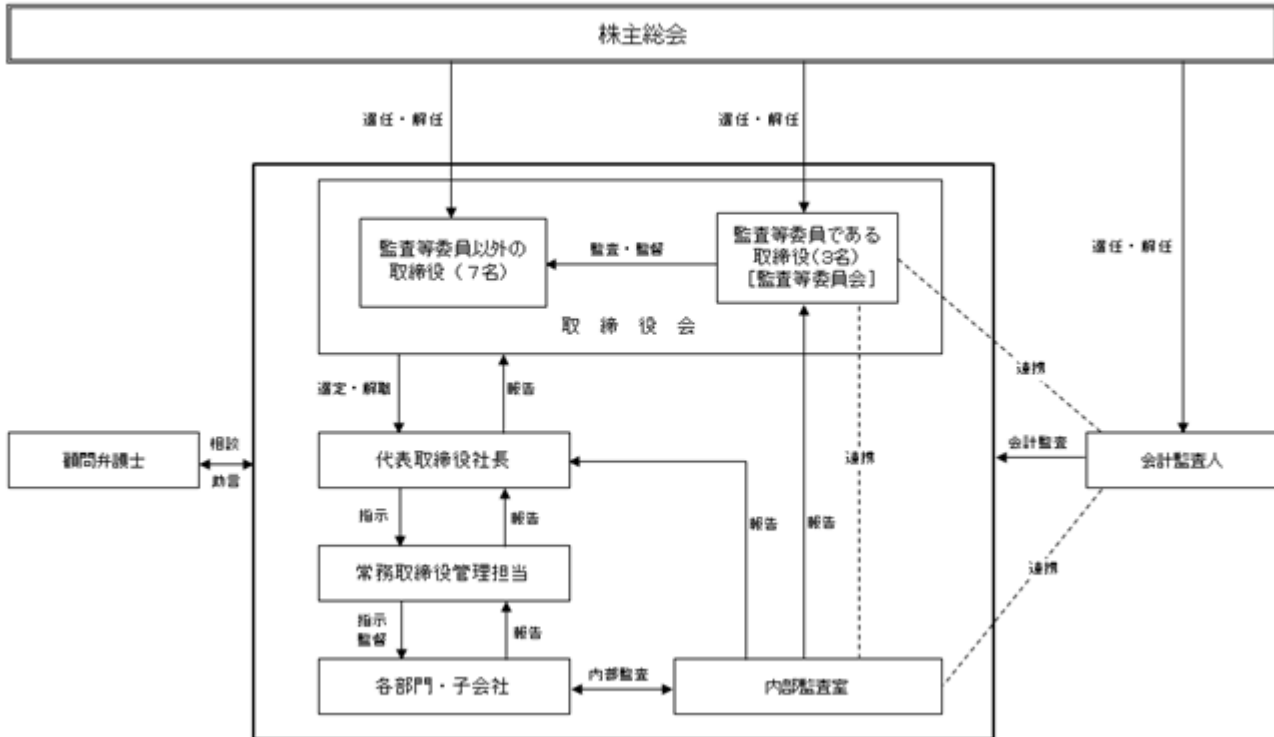 株主総会
選任・解任
選任・解任
選任・解任
監査等委員以外の
取締役（７名）
監査・監督
監査等委員である
取締役(3名)
[監査等委員会]
取締役会
選定・解職
報告
連携
顧問弁護士
相談
助言
代表取締役社長
会計監査
会計監査人
連携
指示
報告
報告
報告
常務取締役管理担当
連携
指示
監督
報告
各部門・子会社
内部監査
内部監査室